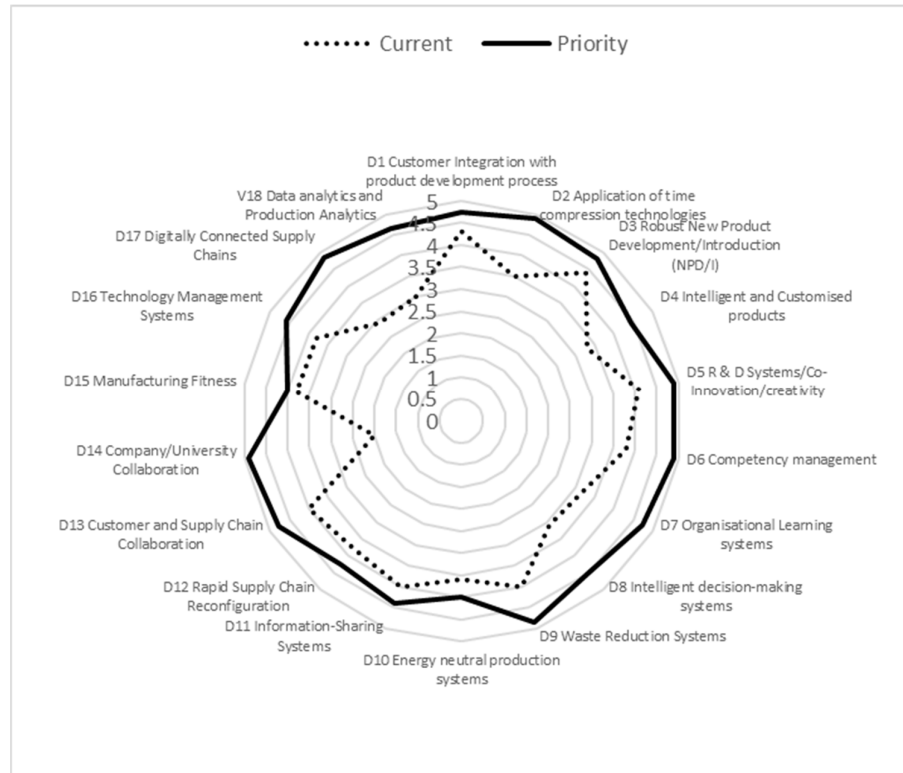 Current
Priority
D1 Customer Integration with
product development process
D2 Application of time
compression technologies
D3 Robust New Product
Development/Introduction
(NPD/I)
D4 Intelligent and Customised
products
D5 R & D Systems/Co-
Innovation/creativity
D6 Competency management
D7 Organisational Learning
systems
D8 Intelligent decision-making
systems
D9 Waste Reduction Systems
D10 Energy neutral production
systems
D11 Information-Sharing
Systems
D12 Rapid Supply Chain
Reconfiguration
D13 Customer and Supply Chain
Collaboration
D14 Company/University
Collaboration
D15 Manufacturing Fitness
D16 Technology Management
Systems
D17 Digitally Connected Supply
Chains
V18 Data analytics and
Production Analytics
5
4.5
4
3.5
3
2.5
2
1.5
1
0.5
0